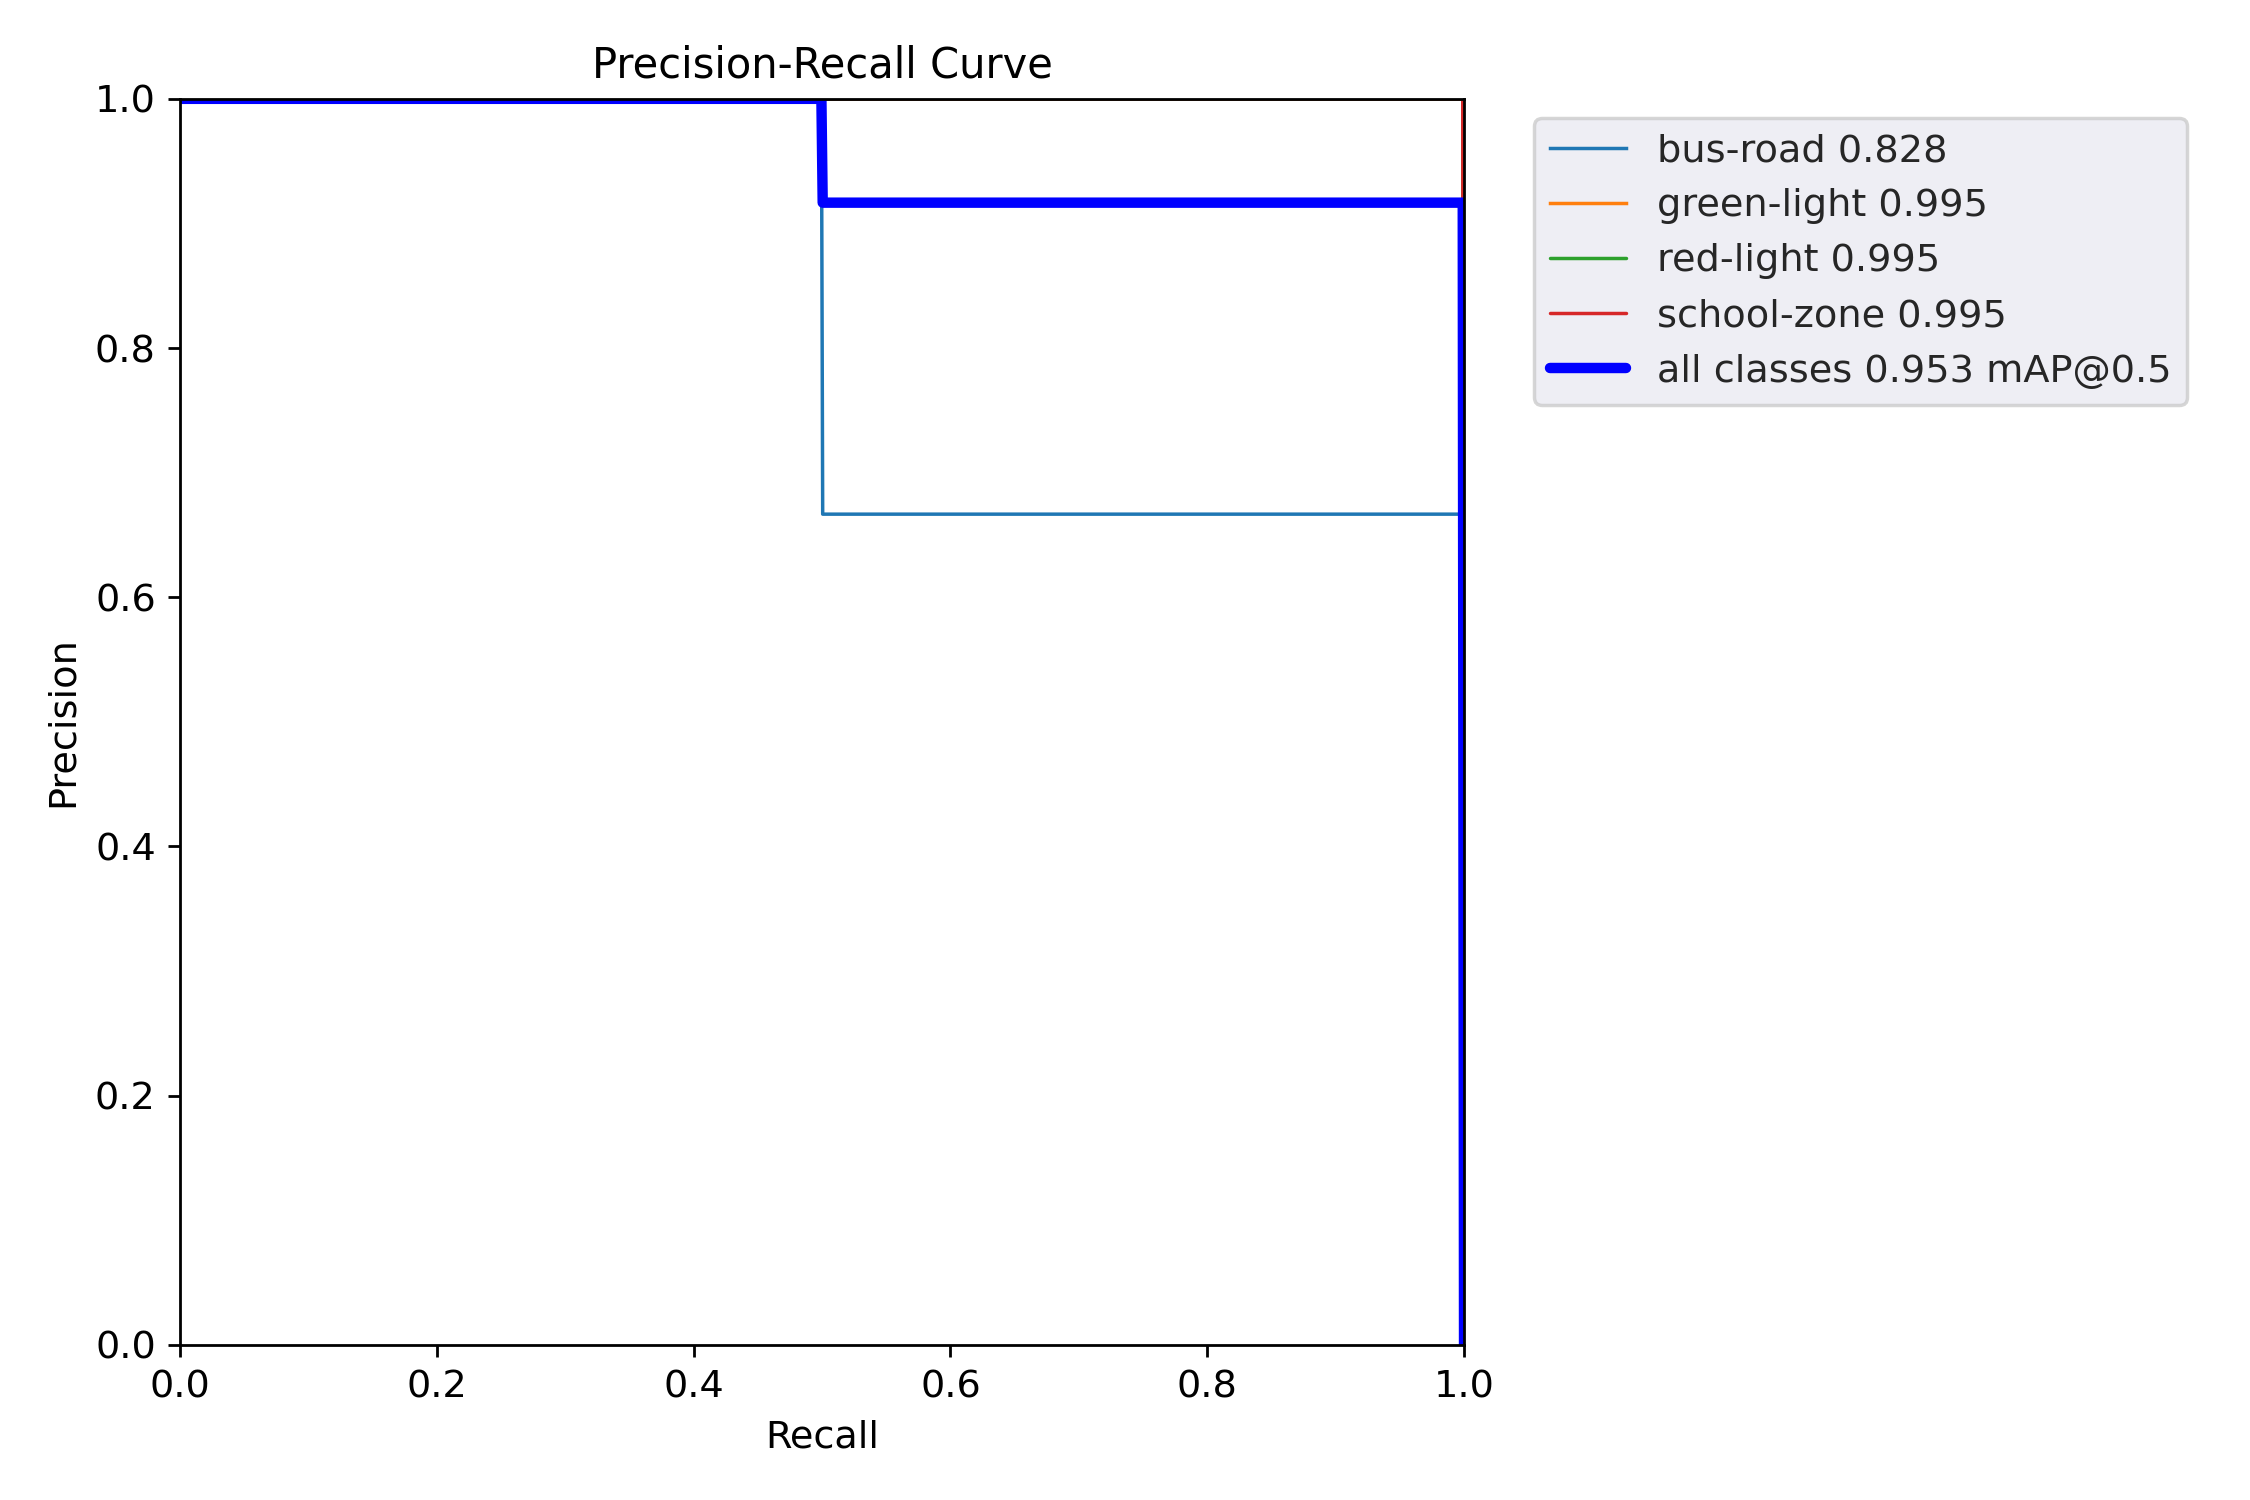 Precision-Recall Curve
1.0
0.8
0.6
0.4
0.2
0.0
Precision
0.0 0.2 0.4 0.6 0.8 1.0
Recall
bus-road 0.828
green-light 0.995
red-light 0.995
school-zone 0.995
all classes 0.953 mAP@0.5